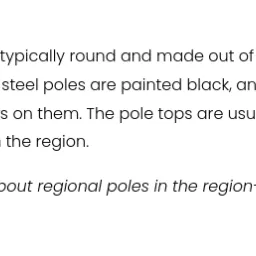 typically round and made out of
steel poles are painted black, an
s on them. The pole tops are usu
the region.
bout regional poles in the region-